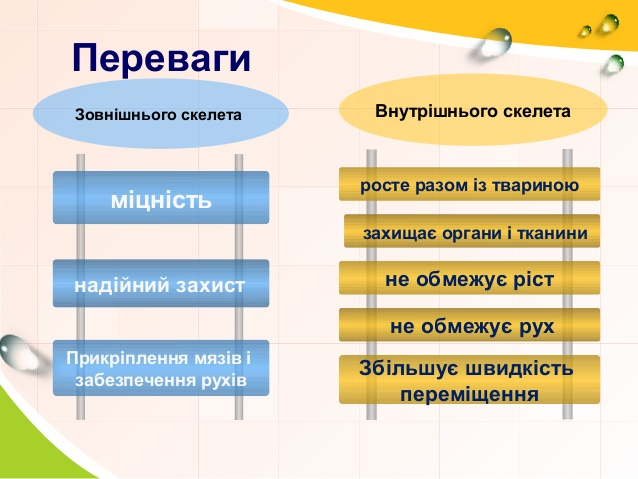 Переваги
Зовнішнього скелета
міцність
надійний захист
Прикріплення мязів і
забезпечення рухів
Внутрішнього скелета
росте разом із твариною
захищає органи і тканини
не обмежує ріст
не обмежує рух
Збільшує швидкість
переміщення